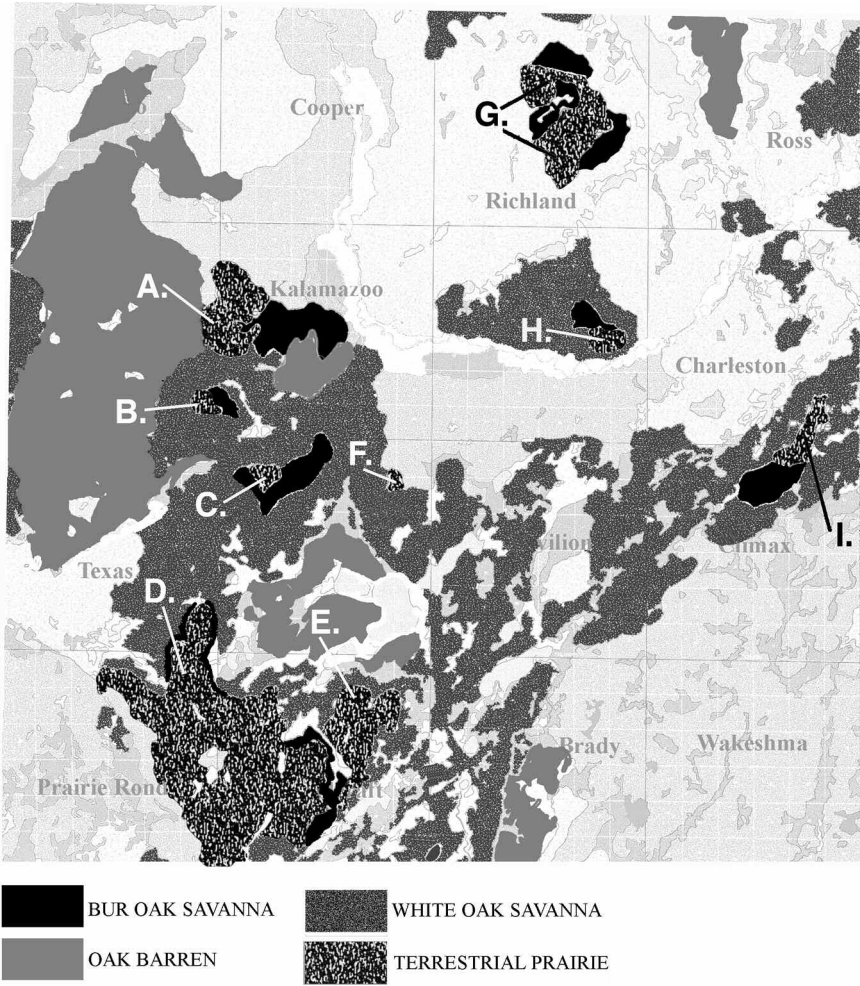 Cooper
Ross
G.
Richland
A.
Kalamazoo
H.
Charleston
B.
F.
C.
I.
Climax
Texas
D.
E.
Brady
Wakeshma
BUR OAK SAVANNA
WHITE OAK SAVANNA
OAK BARREN
TERRESTRIAL PRAIRIE